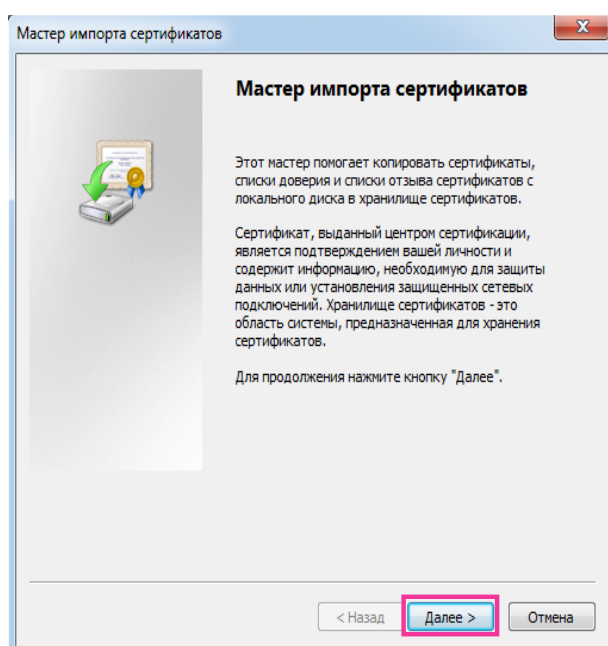 Мастер импорта сертификатов
Мастер импорта сертификатов
Этот мастер помогает копировать сертификаты,
списки доверия и списки отзыва сертификатов с
локального диска в хранилище сертификатов.
Сертификат, выданный центром сертификации,
является подтверждением вашей личности и
содержит информацию, необходимую для защиты
данных или установления защищенных сетевых
подключений. Хранилище сертификатов - это
область системы, предназначенная для хранения
сертификатов.
Для продолжения нажмите кнопку "Далее".
< Назад Далее > Отмена